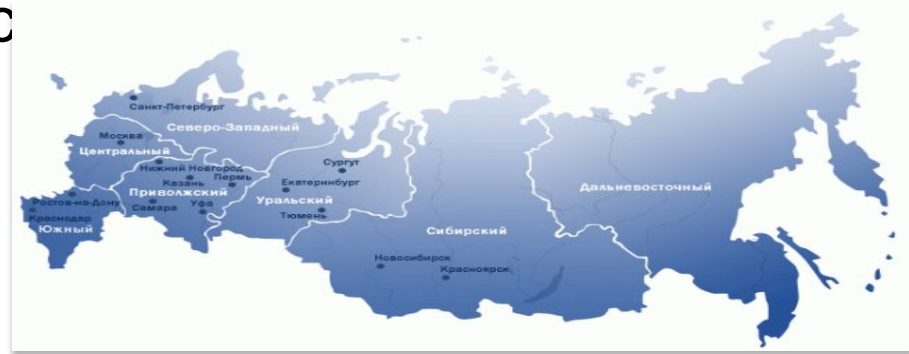 С
Санкт-Петербург
Северо-Западный
Москва
Центральный
Нижний Новгород
Сургут
Казань
Пермь
Екатеринбург
Приволжский
Дальневосточный
Уральский
Ростов-на-Дону
Самара
Уфа
Краснодар
Тюмень
Южный
Сибирский
Новосибирск
Красноярск